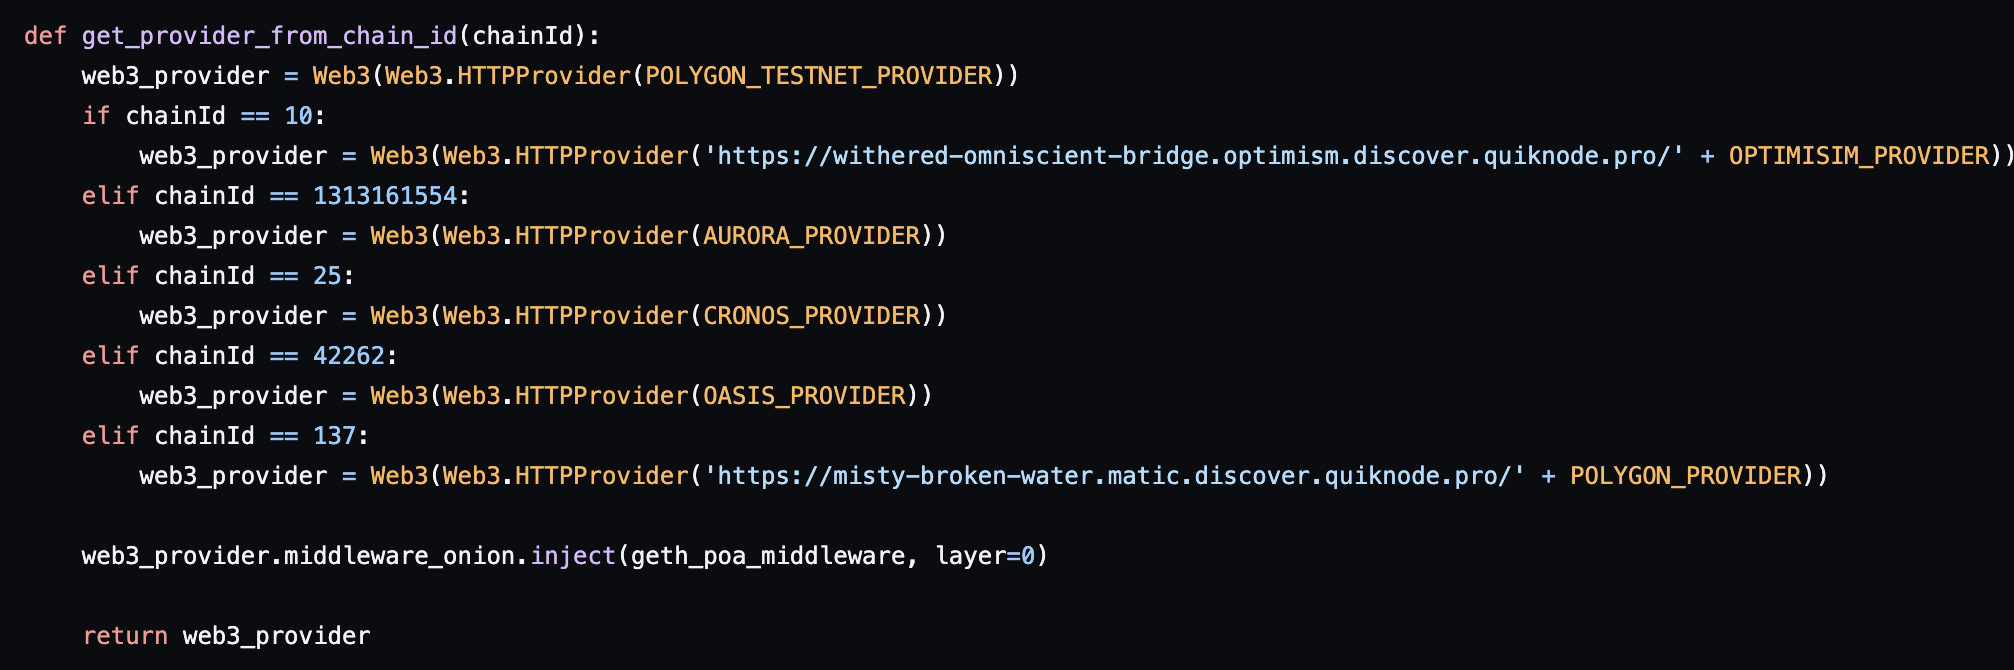 def get_provider_from_chain_id(chainId):
    web3_provider = Web3(Web3.HTTPProvider(POLYGON_TESTNET_PROVIDER))
    if chainId == 10:
        web3_provider = Web3(Web3.HTTPProvider('https://withered-omniscient-bridge.optimism.discover.quiknode.pro/' + OPTIMISIM_PROVIDER))
    elif chainId == 1313161554:
        web3_provider = Web3(Web3.HTTPProvider(AURORA_PROVIDER))
    elif chainId == 25:
        web3_provider = Web3(Web3.HTTPProvider(CRONOS_PROVIDER))
    elif chainId == 42262:
        web3_provider = Web3(Web3.HTTPProvider(OASIS_PROVIDER))
    elif chainId == 137:
        web3_provider = Web3(Web3.HTTPProvider('https://misty-broken-water.matic.discover.quiknode.pro/' + POLYGON_PROVIDER))

    web3_provider.middleware_onion.inject(geth_poa_middleware, layer=0)

    return web3_provider